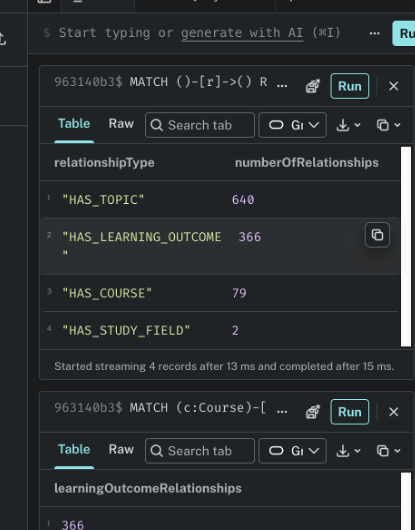 $ Start typing or generate with AI (⌘I) ... Ru
963140b3$ MATCH ()-[r]->() R ... Run
Table Raw Search tab Gr
relationshipType numberOfRelationships
1 "HAS_TOPIC" 640
2 "HAS_LEARNING_OUTCOME 366
"
3 "HAS_COURSE" 79
4 "HAS_STUDY_FIELD" 2
Started streaming 4 records after 13 ms and completed after 15 ms.
963140b3$ MATCH (c:Course)-[ ... Run
Table Raw Search tab Gr
learningOutcomeRelationships
1 366